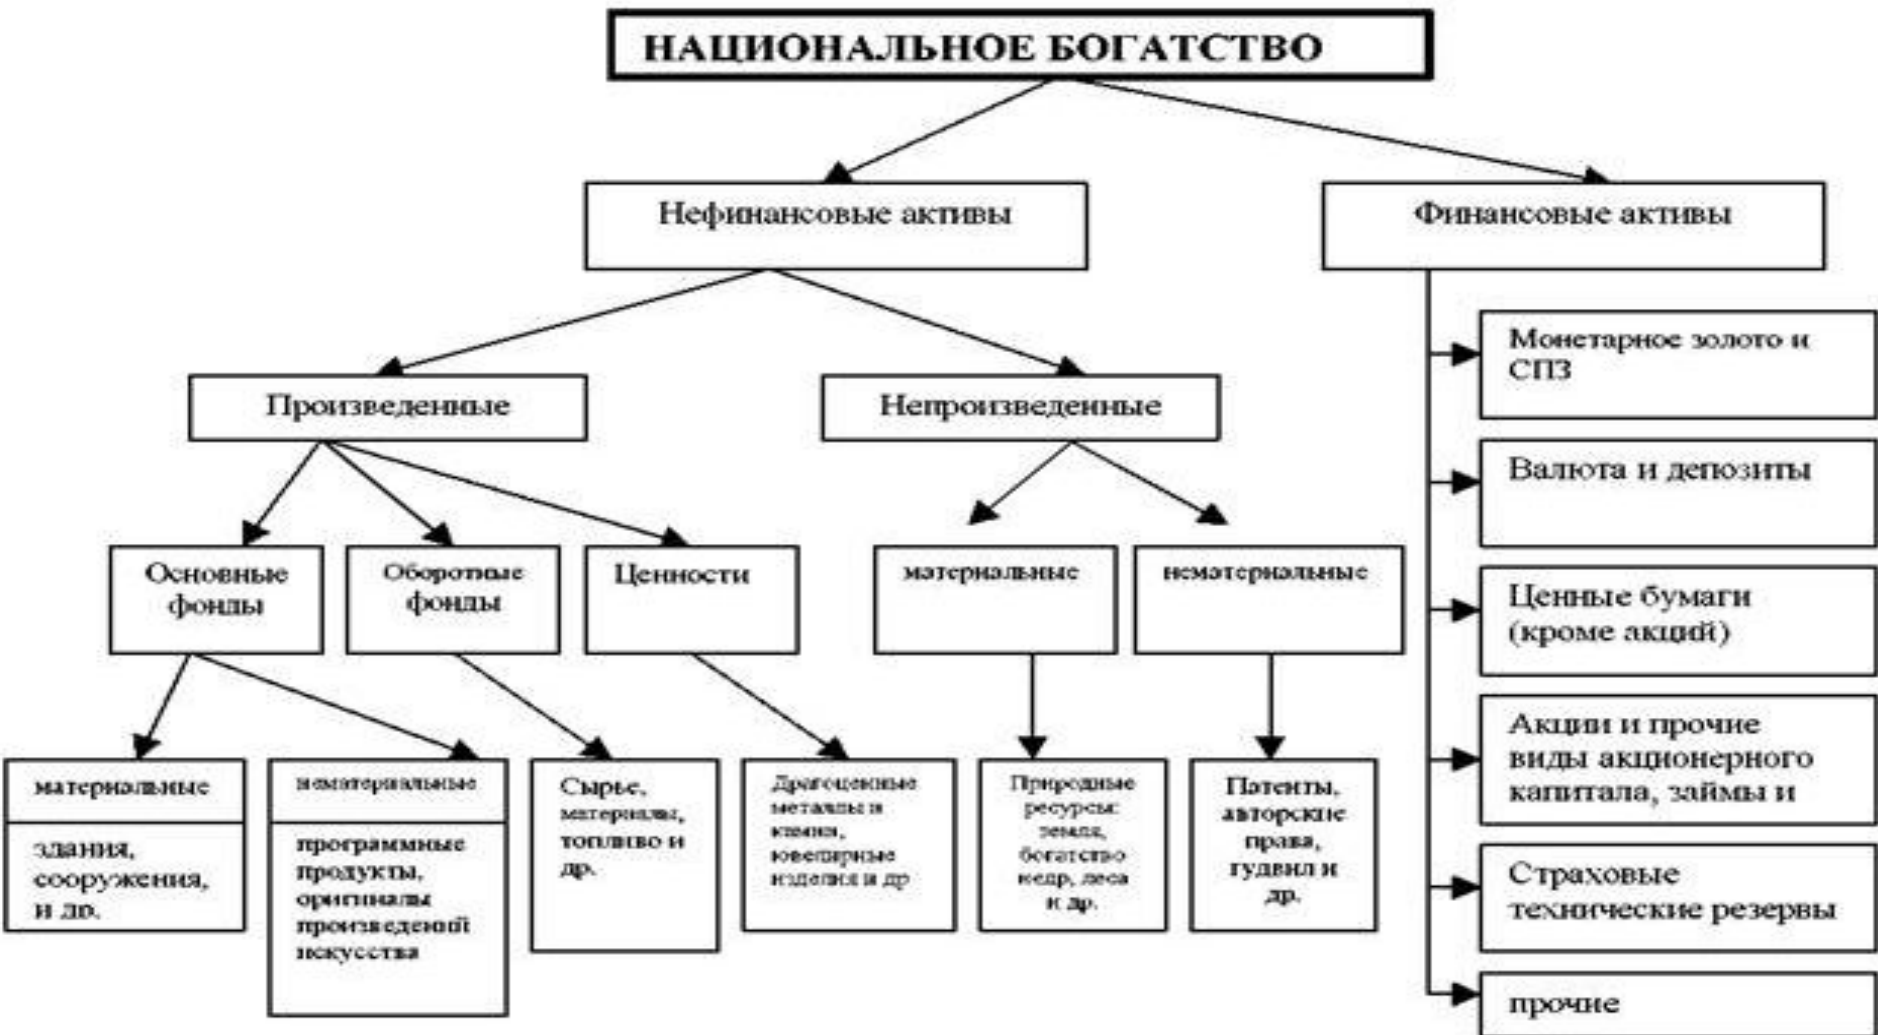 НАЦИОНАЛЬНОЕ БОГАТСТВО
Нефинансовые активы
Финансовые активы
Произведенные
Непроизведенные
Монетарное золото и
СПЗ
Валюта и депозиты
Ценные бумаги
(кроме акций)
Акции и прочие
виды акционерного
капитала, займы и
Страховые
технические резервы
прочие
Основные
фонды
Оборотные
фонды
Ценности
материальные
нематериальные
материальные
здания,
сооружения,
и др.
нематериальные
программные
продукты,
оригиналы
произведений
искусства
Сырье,
материалы,
топливо и
др.
Драгоценные
металлы и
камни,
ювелирные
изделия и др
Природные
ресурсы:
земля,
богатство
недр, леса
и др.
Патенты,
авторские
права,
гудвил и
др.